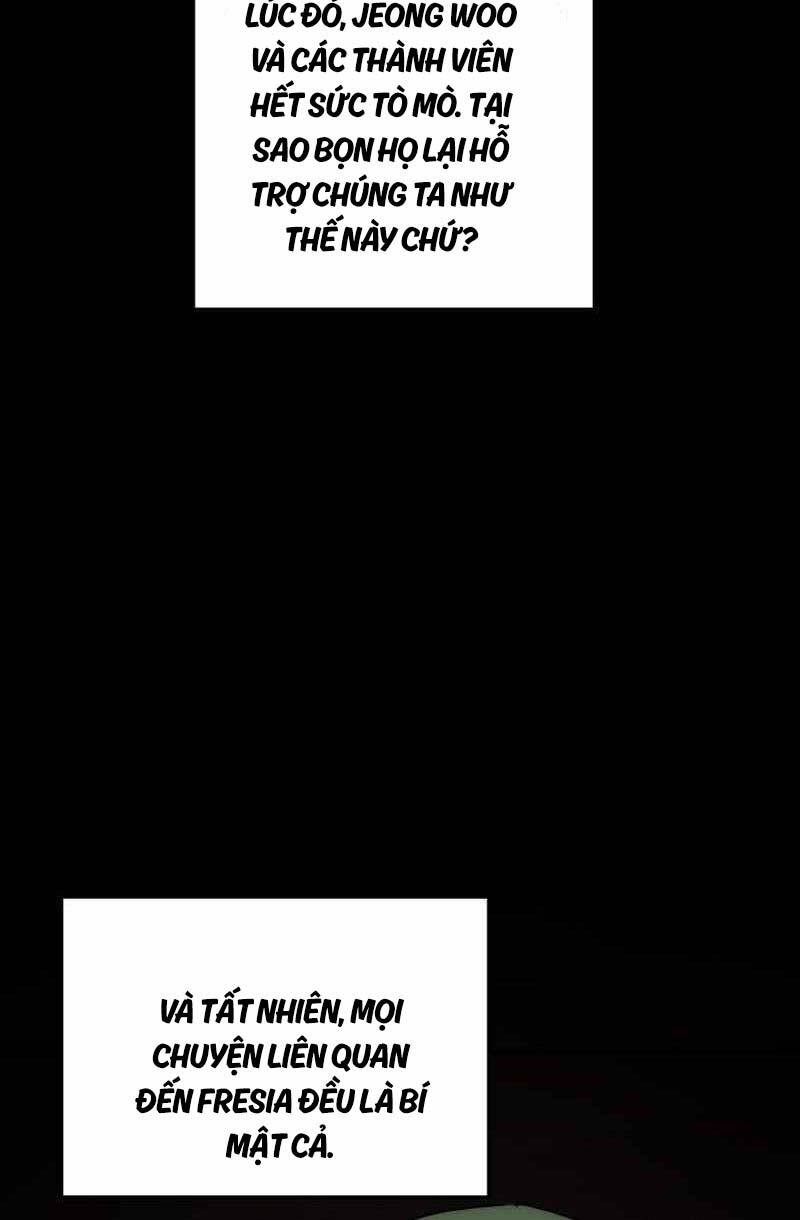 LÚC ĐÓ, JEONG WOO
VÀ CÁC THÀNH VIÊN
HẾT SỨC TÒ MÒ. TẠI
SAO BỌN HỌ LẠI HỖ
TRỢ CHÚNG TA NHƯ
THẾ NÀY CHỨ?
VÀ TẤT NHIÊN, MỌI
CHUYỆN LIÊN QUAN
ĐẾN FRESIA ĐỀU LÀ BÍ
MẬT CẢ.